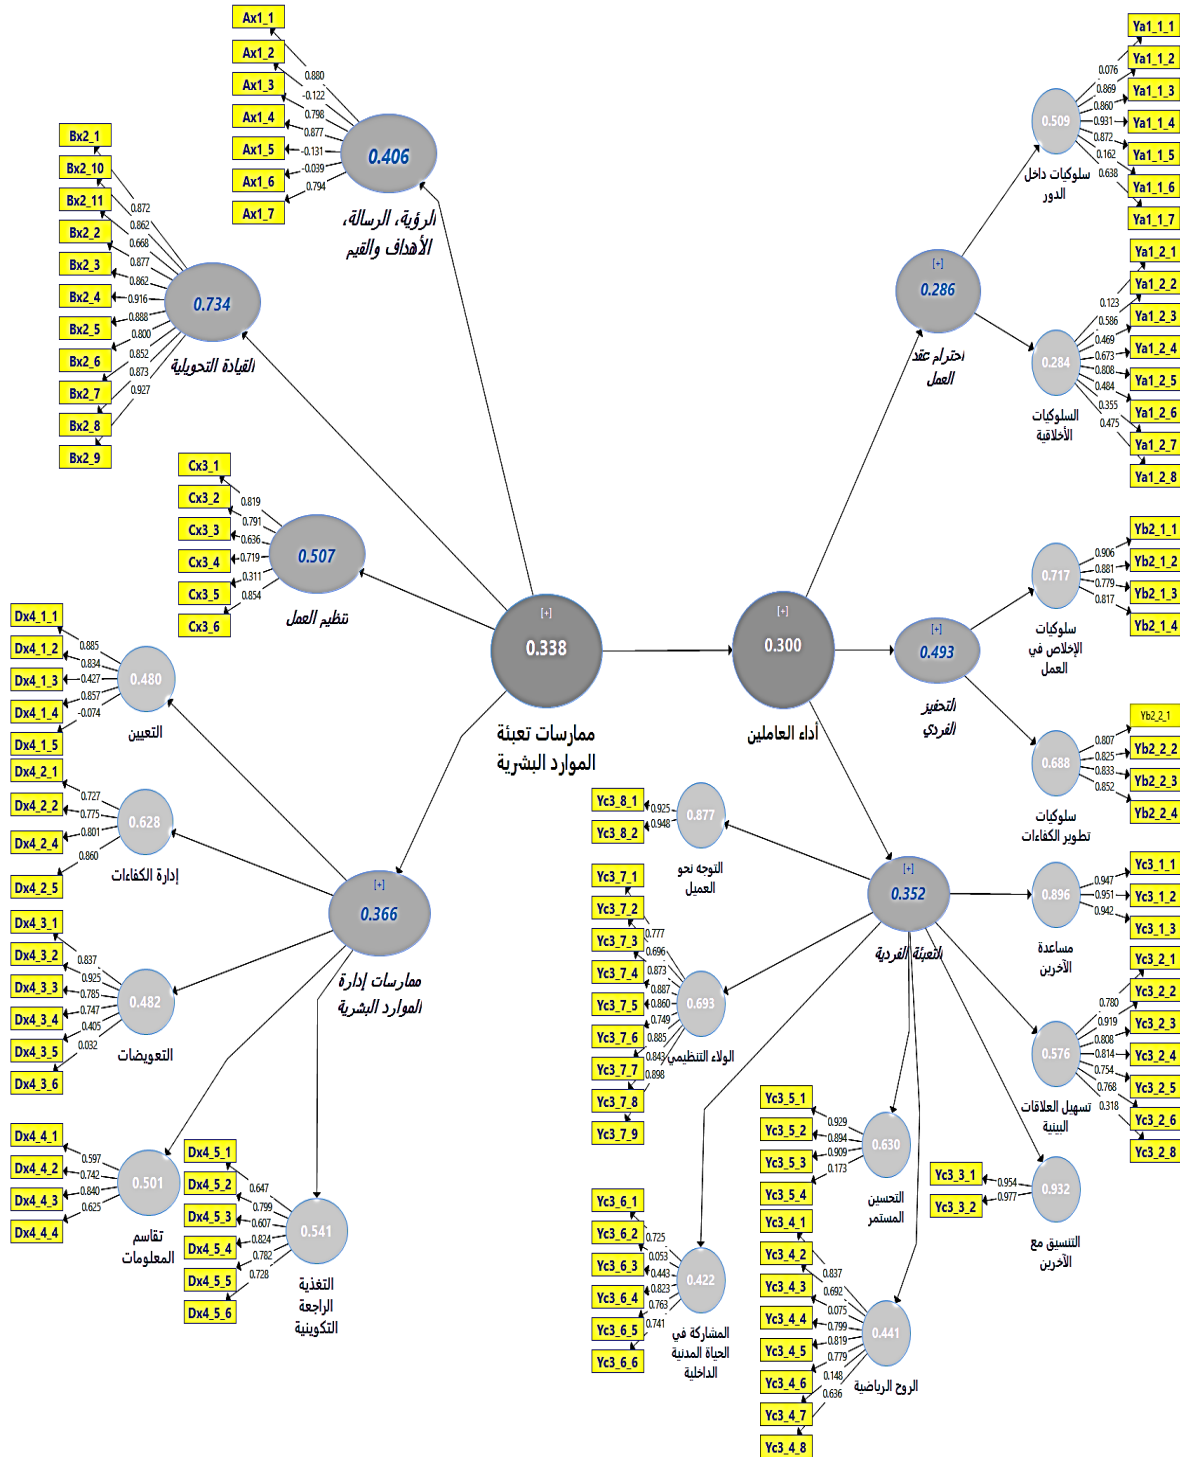 Ax1_1
Ax1_2
Ax1_3
Ax1_4
Ax1_5
Ax1_6
Ax1_7
0.880
-0.122
0.798
0.877
-0.131
-0.039
0.794
0.406
الرؤية، الرسالة،
الأهداف والقيم
Bx2_1
Bx2_10
Bx2_11
Bx2_2
Bx2_3
Bx2_4
Bx2_5
Bx2_6
Bx2_7
Bx2_8
Bx2_9
0.872
0.862
0.668
0.877
0.862
0.916
0.888
0.800
0.852
0.873
0.927
0.734
القيادة التحويلية
Cx3_1
Cx3_2
Cx3_3
Cx3_4
Cx3_5
Cx3_6
0.819
0.791
0.636
0.719
0.311
0.854
0.507
تنظيم العمل
[+]
0.338
ممارسات تعبئة
الموارد البشرية
Dx4_1_1
Dx4_1_2
Dx4_1_3
Dx4_1_4
Dx4_1_5
0.885
0.834
0.427
0.857
-0.074
0.480
التعيين
Dx4_2_1
Dx4_2_2
Dx4_2_4
Dx4_2_5
0.727
0.775
0.801
0.860
0.628
إدارة الكفاءات
Dx4_3_1
Dx4_3_2
Dx4_3_3
Dx4_3_4
Dx4_3_5
Dx4_3_6
0.837
0.925
0.785
0.747
0.405
0.032
0.482
التعويضات
[+]
0.366
ممارسات إدارة
الموارد البشرية
Dx4_4_1
Dx4_4_2
Dx4_4_3
Dx4_4_4
0.597
0.742
0.840
0.625
0.501
تقاسم
المعلومات
Dx4_5_1
Dx4_5_2
Dx4_5_3
Dx4_5_4
Dx4_5_5
Dx4_5_6
0.647
0.799
0.607
0.824
0.782
0.728
0.541
التغذية
الراجعة
التكوينية
[+]
0.300
أداء العاملين
Ya1_1_1
Ya1_1_2
Ya1_1_3
Ya1_1_4
Ya1_1_5
Ya1_1_6
Ya1_1_7
0.076
0.869
0.860
0.931
0.872
0.162
0.638
0.509
سلوكيات داخل
الدور
[+]
0.286
احترام عقد
العمل
Ya1_2_1
Ya1_2_2
Ya1_2_3
Ya1_2_4
Ya1_2_5
Ya1_2_6
Ya1_2_7
Ya1_2_8
0.123
0.586
0.469
0.673
0.808
0.484
0.355
0.475
0.284
السلوكيات
الأخلاقية
Yb2_1_1
Yb2_1_2
Yb2_1_3
Yb2_1_4
0.906
0.881
0.779
0.817
0.717
سلوكيات
الإخلاص في
العمل
[+]
0.493
التحفيز
الفردي
Yb2_2_1
Yb2_2_2
Yb2_2_3
Yb2_2_4
0.807
0.825
0.833
0.852
0.688
سلوكيات
تطوير الكفاءات
Yc3_8_1
Yc3_8_2
0.925
0.948
0.877
التوجه نحو
العميل
[+]
0.352
التعبئة الفردية
Yc3_1_1
Yc3_1_2
Yc3_1_3
0.947
0.951
0.942
0.896
مساعدة
الآخرين
Yc3_7_1
Yc3_7_2
Yc3_7_3
Yc3_7_4
Yc3_7_5
Yc3_7_6
Yc3_7_7
Yc3_7_8
Yc3_7_9
0.777
0.696
0.873
0.887
0.860
0.749
0.885
0.843
0.898
0.693
الولاء التنظيمي
Yc3_2_1
Yc3_2_2
Yc3_2_3
Yc3_2_4
Yc3_2_5
Yc3_2_6
Yc3_2_8
0.780
0.919
0.808
0.814
0.754
0.768
0.318
0.576
تسهيل العلاقات
البينية
Yc3_5_1
Yc3_5_2
Yc3_5_3
Yc3_5_4
0.929
0.894
0.909
0.173
0.630
التحسين
المستمر
Yc3_3_1
Yc3_3_2
0.954
0.977
0.932
التنسيق مع
الآخرين
Yc3_6_1
Yc3_6_2
Yc3_6_3
Yc3_6_4
Yc3_6_5
Yc3_6_6
0.725
0.053
0.443
0.823
0.763
0.741
0.422
المشاركة في
الحياة المدنية
الداخلية
Yc3_4_1
Yc3_4_2
Yc3_4_3
Yc3_4_4
Yc3_4_5
Yc3_4_6
Yc3_4_7
Yc3_4_8
0.837
0.692
0.075
0.799
0.819
0.779
0.148
0.636
0.441
الروح الرياضية